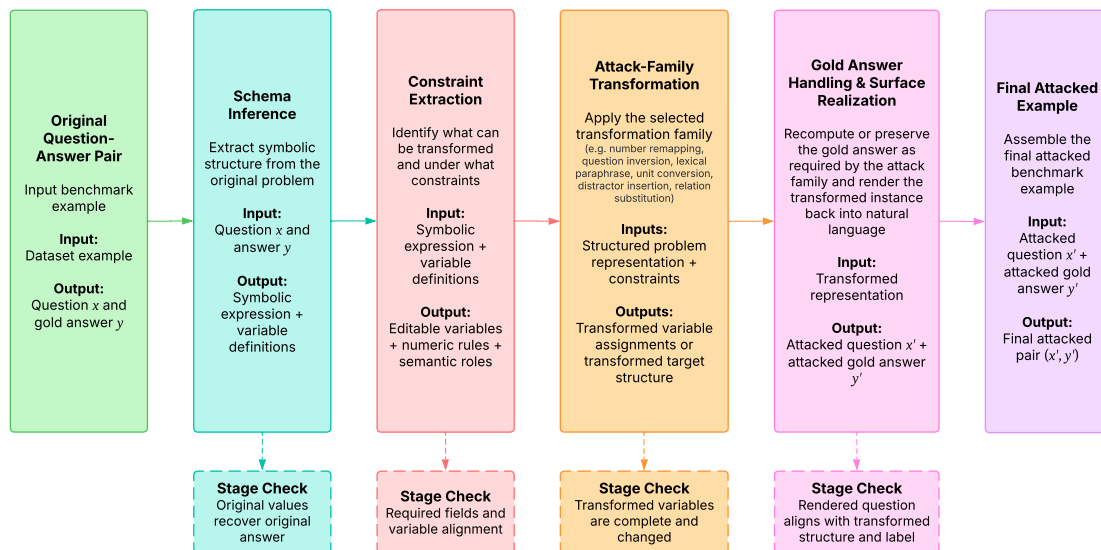 Original
Question-
Answer Pair
Input benchmark
example
Input:
Dataset example
Output:
Question x and
gold answer y
Schema
Inference
Extract symbolic
structure from the
original problem
Input:
Question x and
answer y
Output:
Symbolic
expression +
variable
definitions
Stage Check
Original values
recover original
answer
Constraint
Extraction
Identify what can
be transformed
and under what
constraints
Input:
Symbolic
expression +
variable
definitions
Output:
Editable variables
+ numeric rules +
semantic roles
Stage Check
Required fields and
variable alignment
Attack-Family
Transformation
Apply the selected
transformation family
(e.g. number remapping,
question inversion, lexical
paraphrase, unit conversion,
distractor insertion, relation
substitution)
Inputs:
Structured problem
representation +
constraints
Outputs:
Transformed variable
assignments or
transformed target
structure
Stage Check
Transformed variables
are complete and
changed
Gold Answer
Handling & Surface
Realization
Recompute or preserve
the gold answer as
required by the attack
family and render the
transformed instance
back into natural
language
Input:
Transformed
representation
Output:
Attacked question x′ +
attacked gold answer
y′
Stage Check
Rendered question
aligns with transformed
structure and label
Final Attacked
Example
Assemble the
final attacked
benchmark
example
Input:
Attacked
question x′ +
attacked gold
answer y′
Output:
Final attacked
pair (x′, y′)